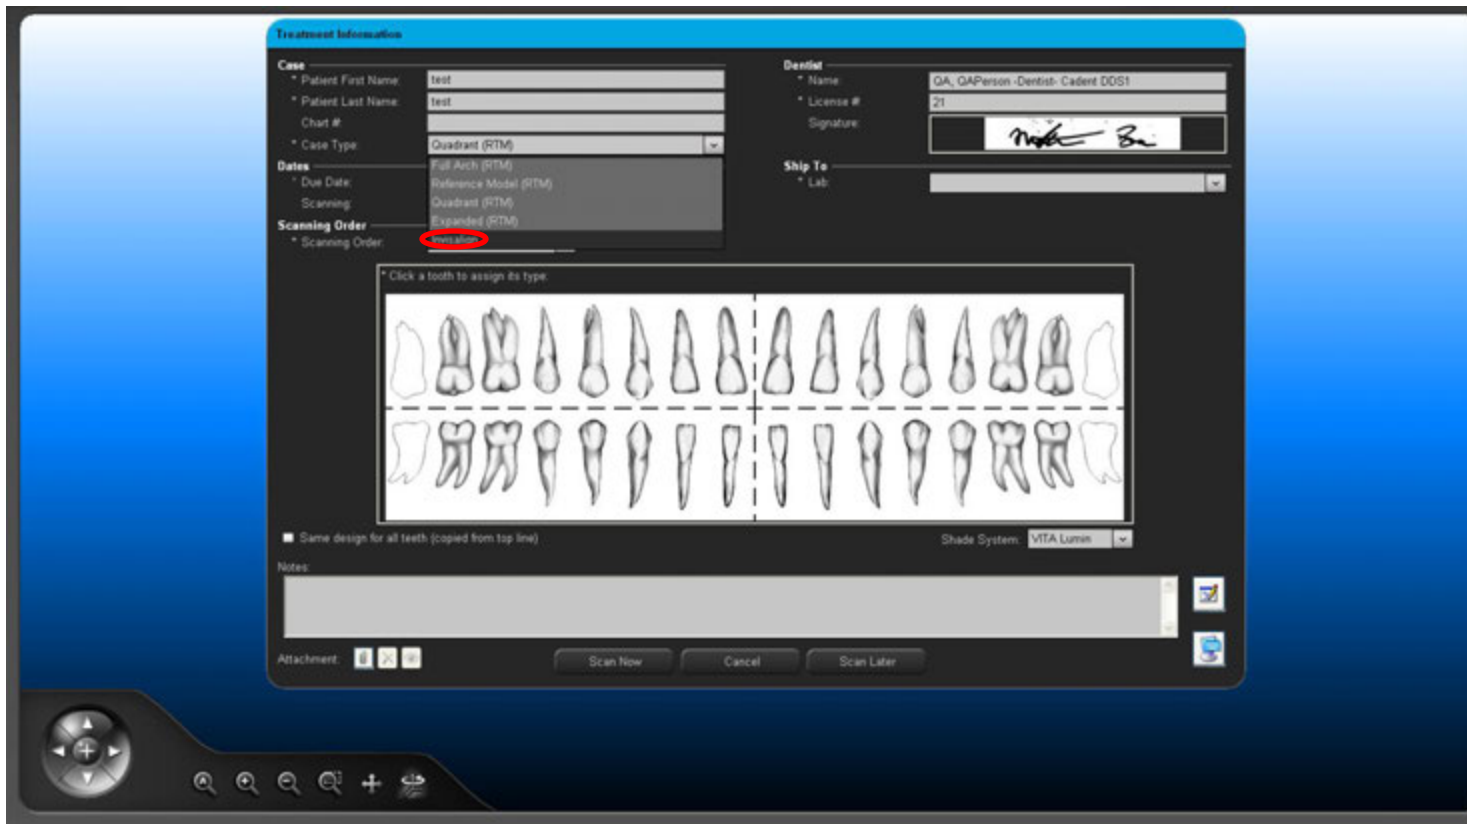 Treatment Information
Case
* Patient First Name: test
* Patient Last Name: test
Chart #
* Case Type: Quadrant (RTM)
Full Arch (RTM)
Reference Model (RTM)
Quadrant (RTM)
Expanded (RTM)
Invisalign
Dates
* Due Date:
Scanning:
Scanning Order
* Scanning Order:
Dentist
* Name: QA, QAPerson -Dentist- Cadent DDS1
* License # 21
Signature:
Ship To
* Lab:
* Click a tooth to assign its type:
Same design for all teeth (copied from top line)
Shade System: VITA Lumin
Notes:
Attachment:
Scan Now
Cancel
Scan Later